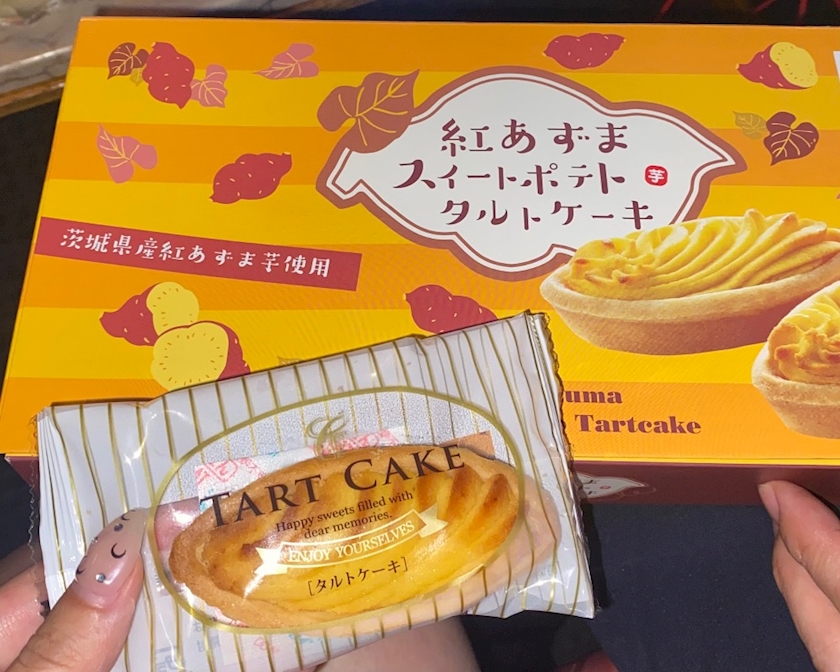 紅あずま
スイートポテト 芋
タルトケーキ
茨城県産紅あずま芋使用
uma
Tartcake
TART CAKE
Happy sweets filled with
dear memories.
ENJOY YOURSELVES
[タルトケーキ]